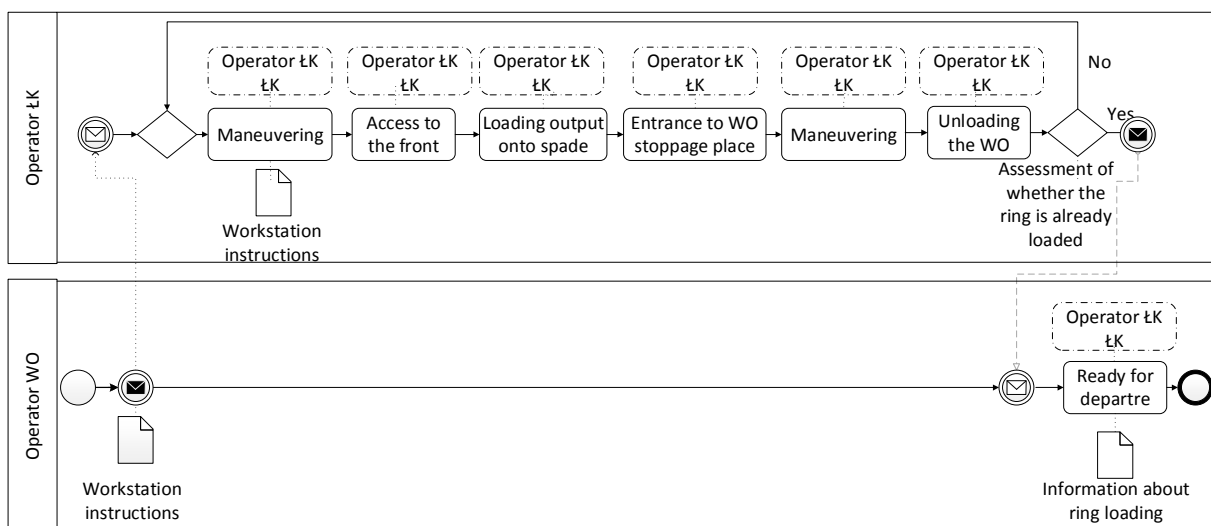 Operator ŁK
No
Operator ŁK
ŁK
Operator ŁK
ŁK
Operator ŁK
ŁK
Operator ŁK
ŁK
Operator ŁK
ŁK
Operator ŁK
ŁK
Yes
Maneuvering
Access to
the front
Loading output
onto spade
Entrance to WO
stoppage place
Maneuvering
Unloading
the WO
Assessment of
whether the
ring is already
loaded
Workstation
instructions
Operator WO
Operator ŁK
ŁK
Ready for
departre
Workstation
instructions
Information about
ring loading